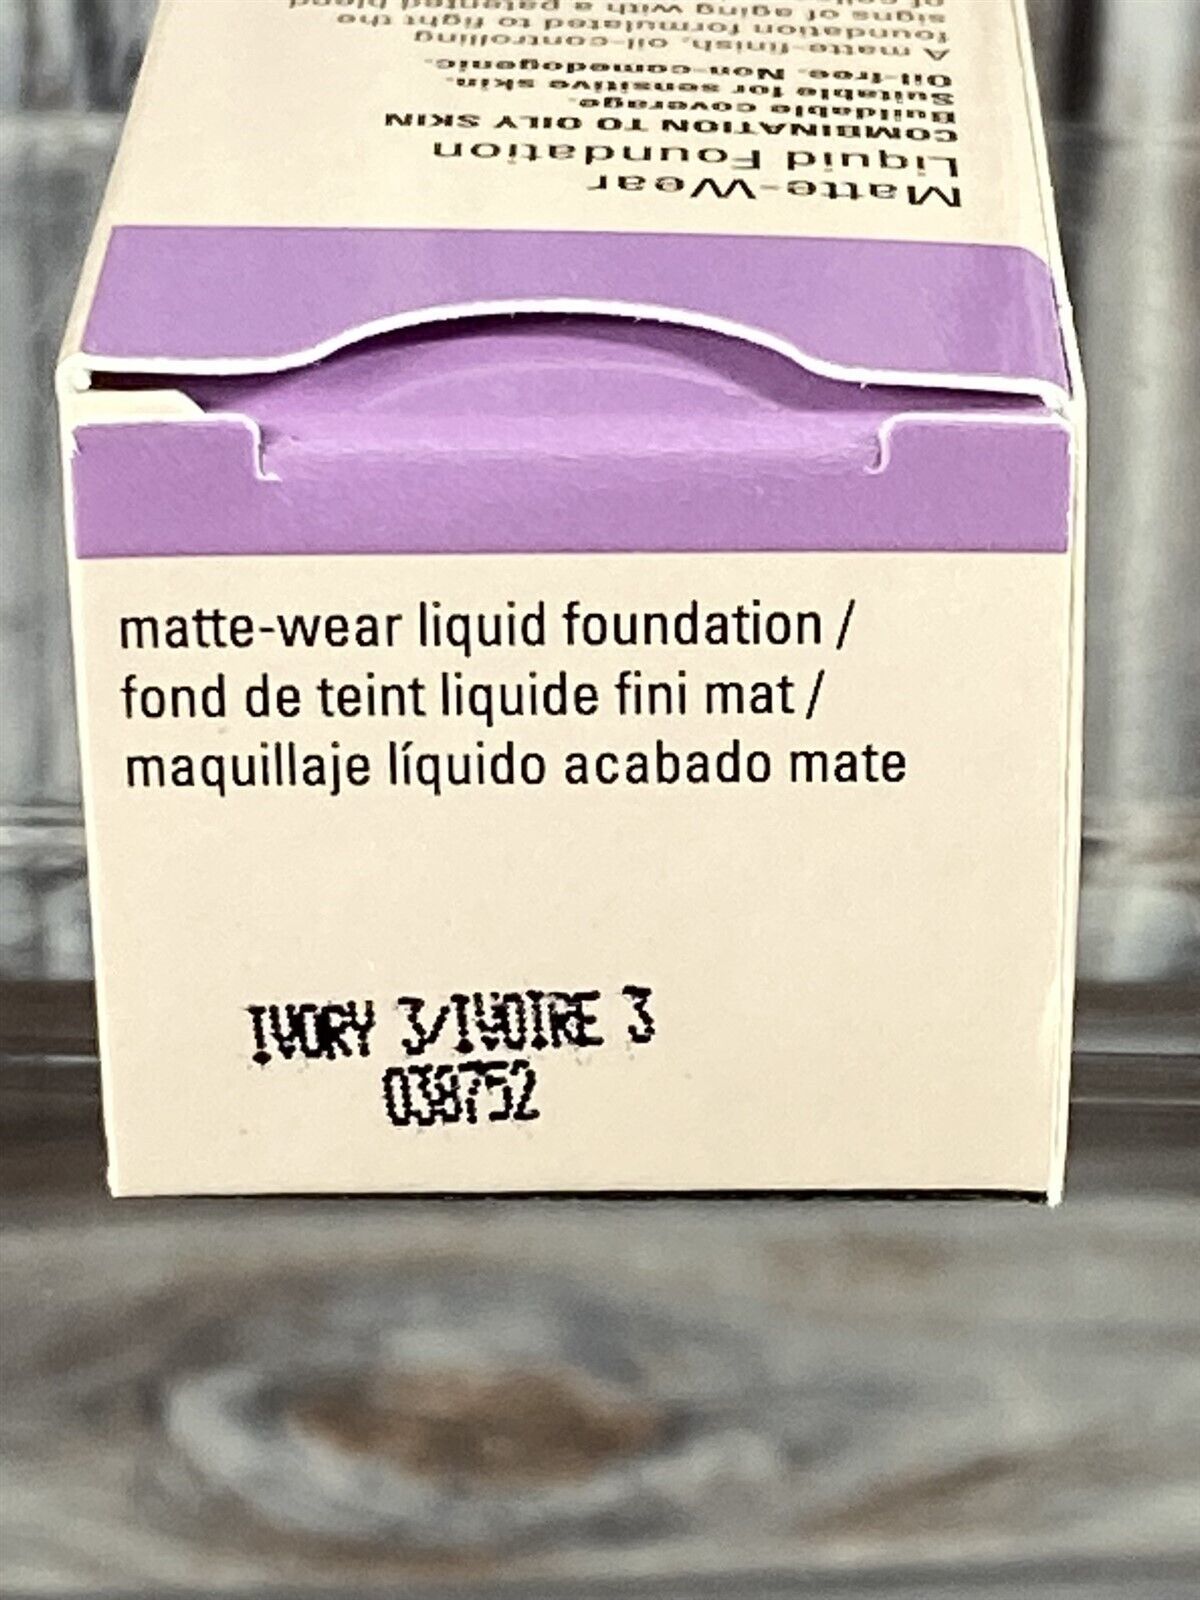 Matte-Wear
Liquid Foundation
COMBINATION TO OILY SKIN
Buildable coverage.
Suitable for sensitive skin.
Oil-free. Non-comedogenic.
A matte-finish, oil-controlling
foundation formulated to fight the
signs of aging with a patented blend
matte-wear liquid foundation /
fond de teint liquide fini mat /
maquillaje líquido acabado mate
IVORY 3/IVOIRE 3
038752